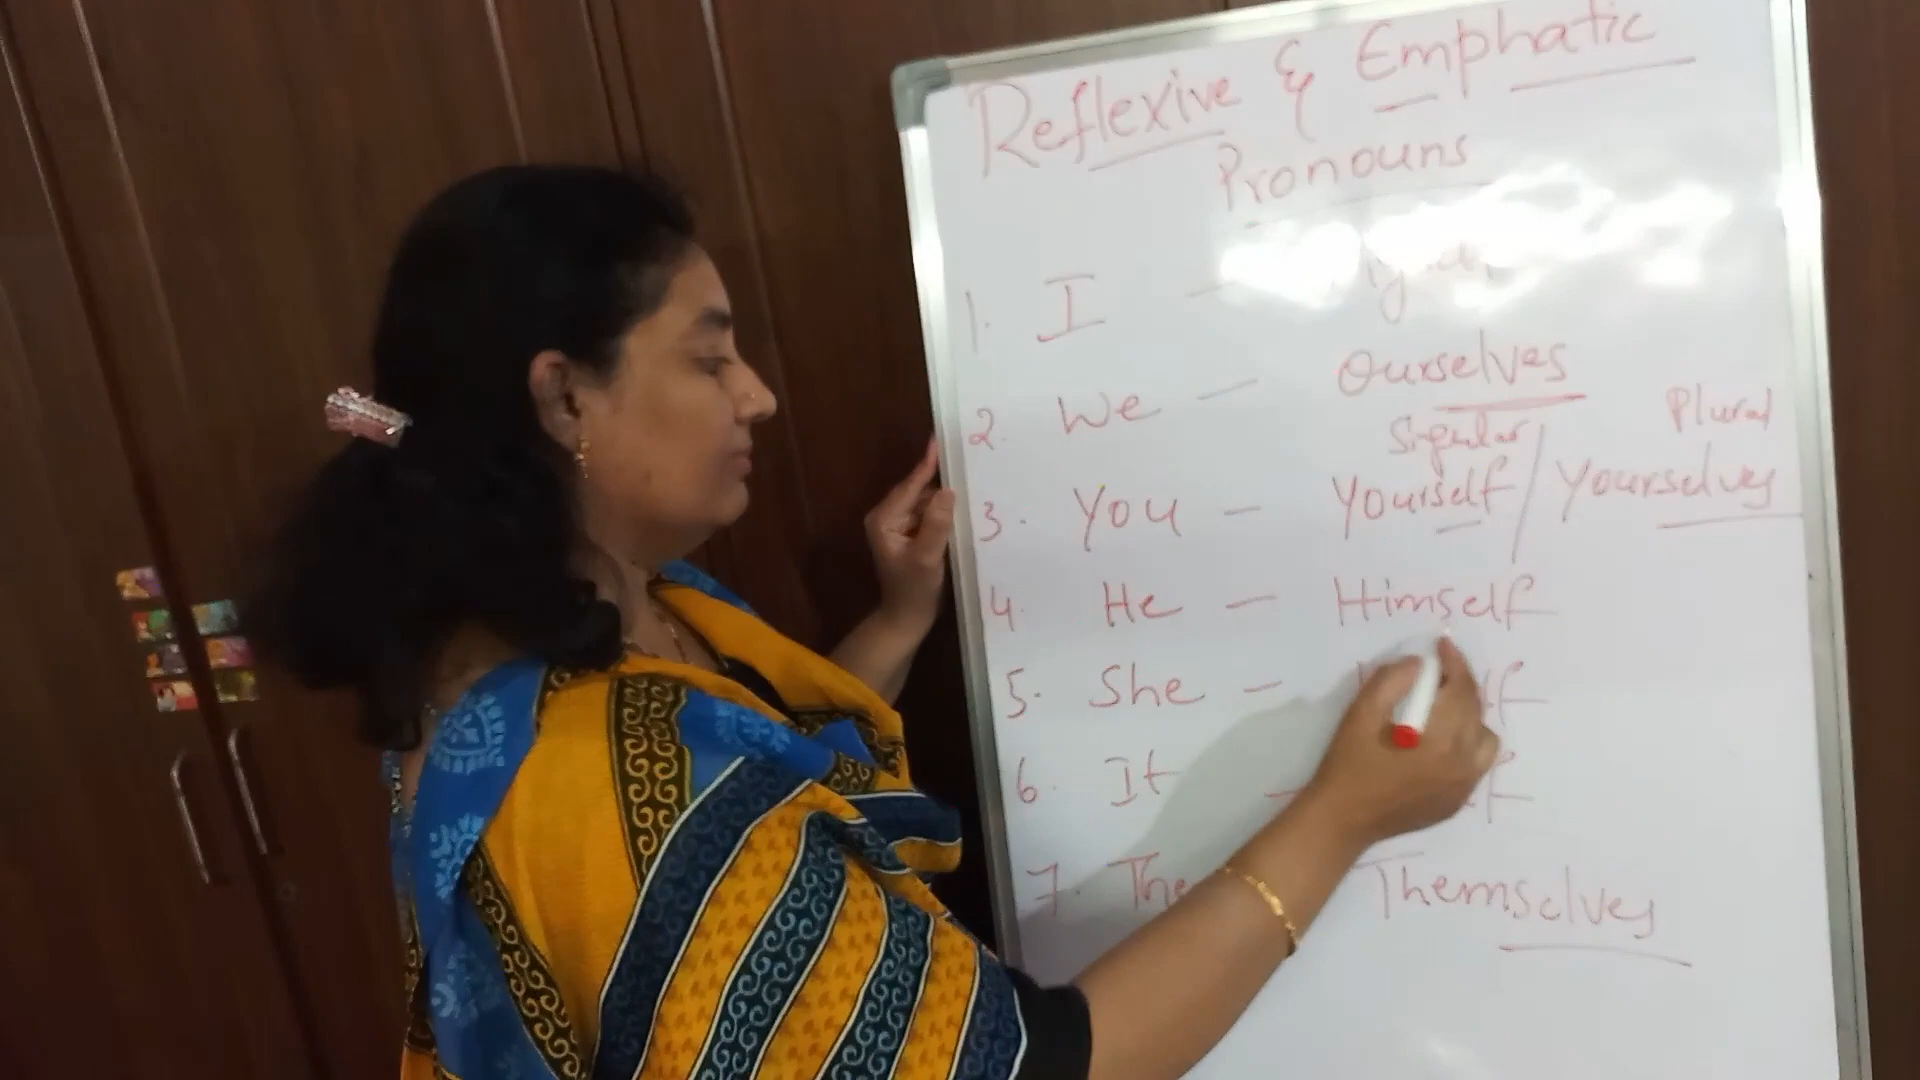 Reflexive & Emphatic
Pronouns
1. I –
2. We – Ourselves
Singular Plural
3. You – Yourself / Yourselves
4 He – Himself
5. She –
6. It –
7. Themselves